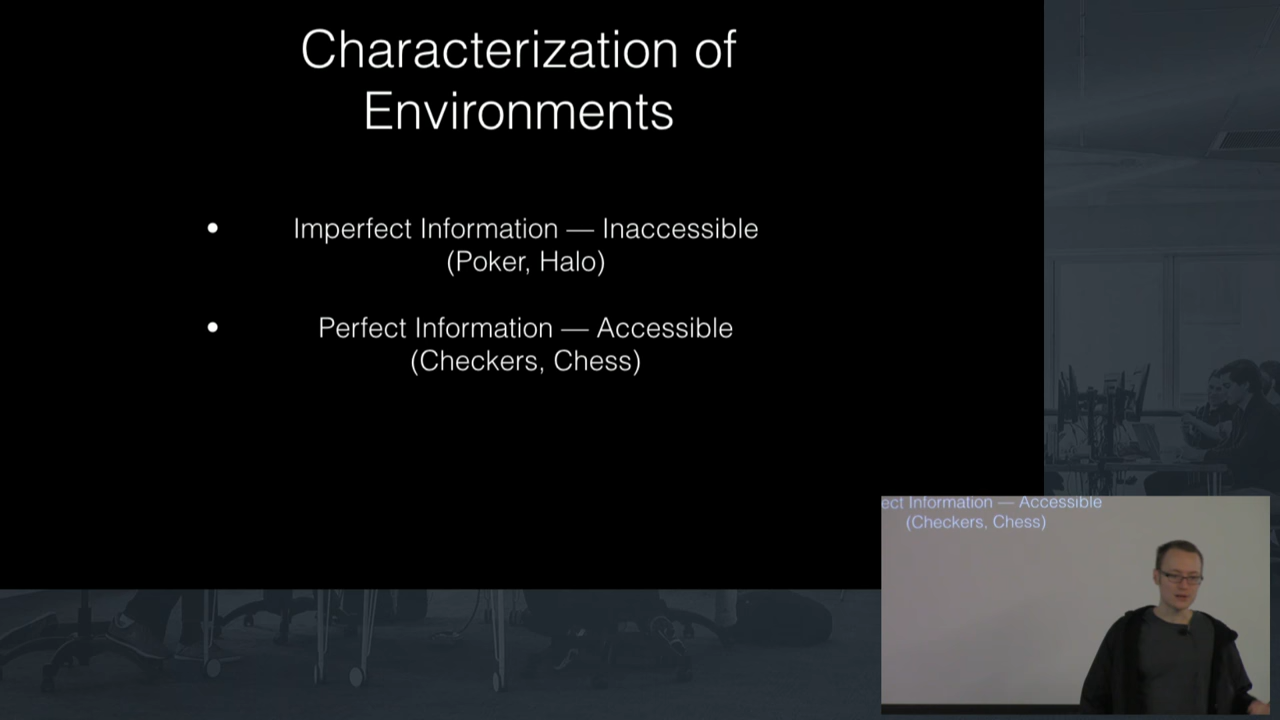 Characterization of
Environments
• Imperfect Information — Inaccessible
(Poker, Halo)
• Perfect Information — Accessible
(Checkers, Chess)
ect Information — Accessible
(Checkers, Chess)